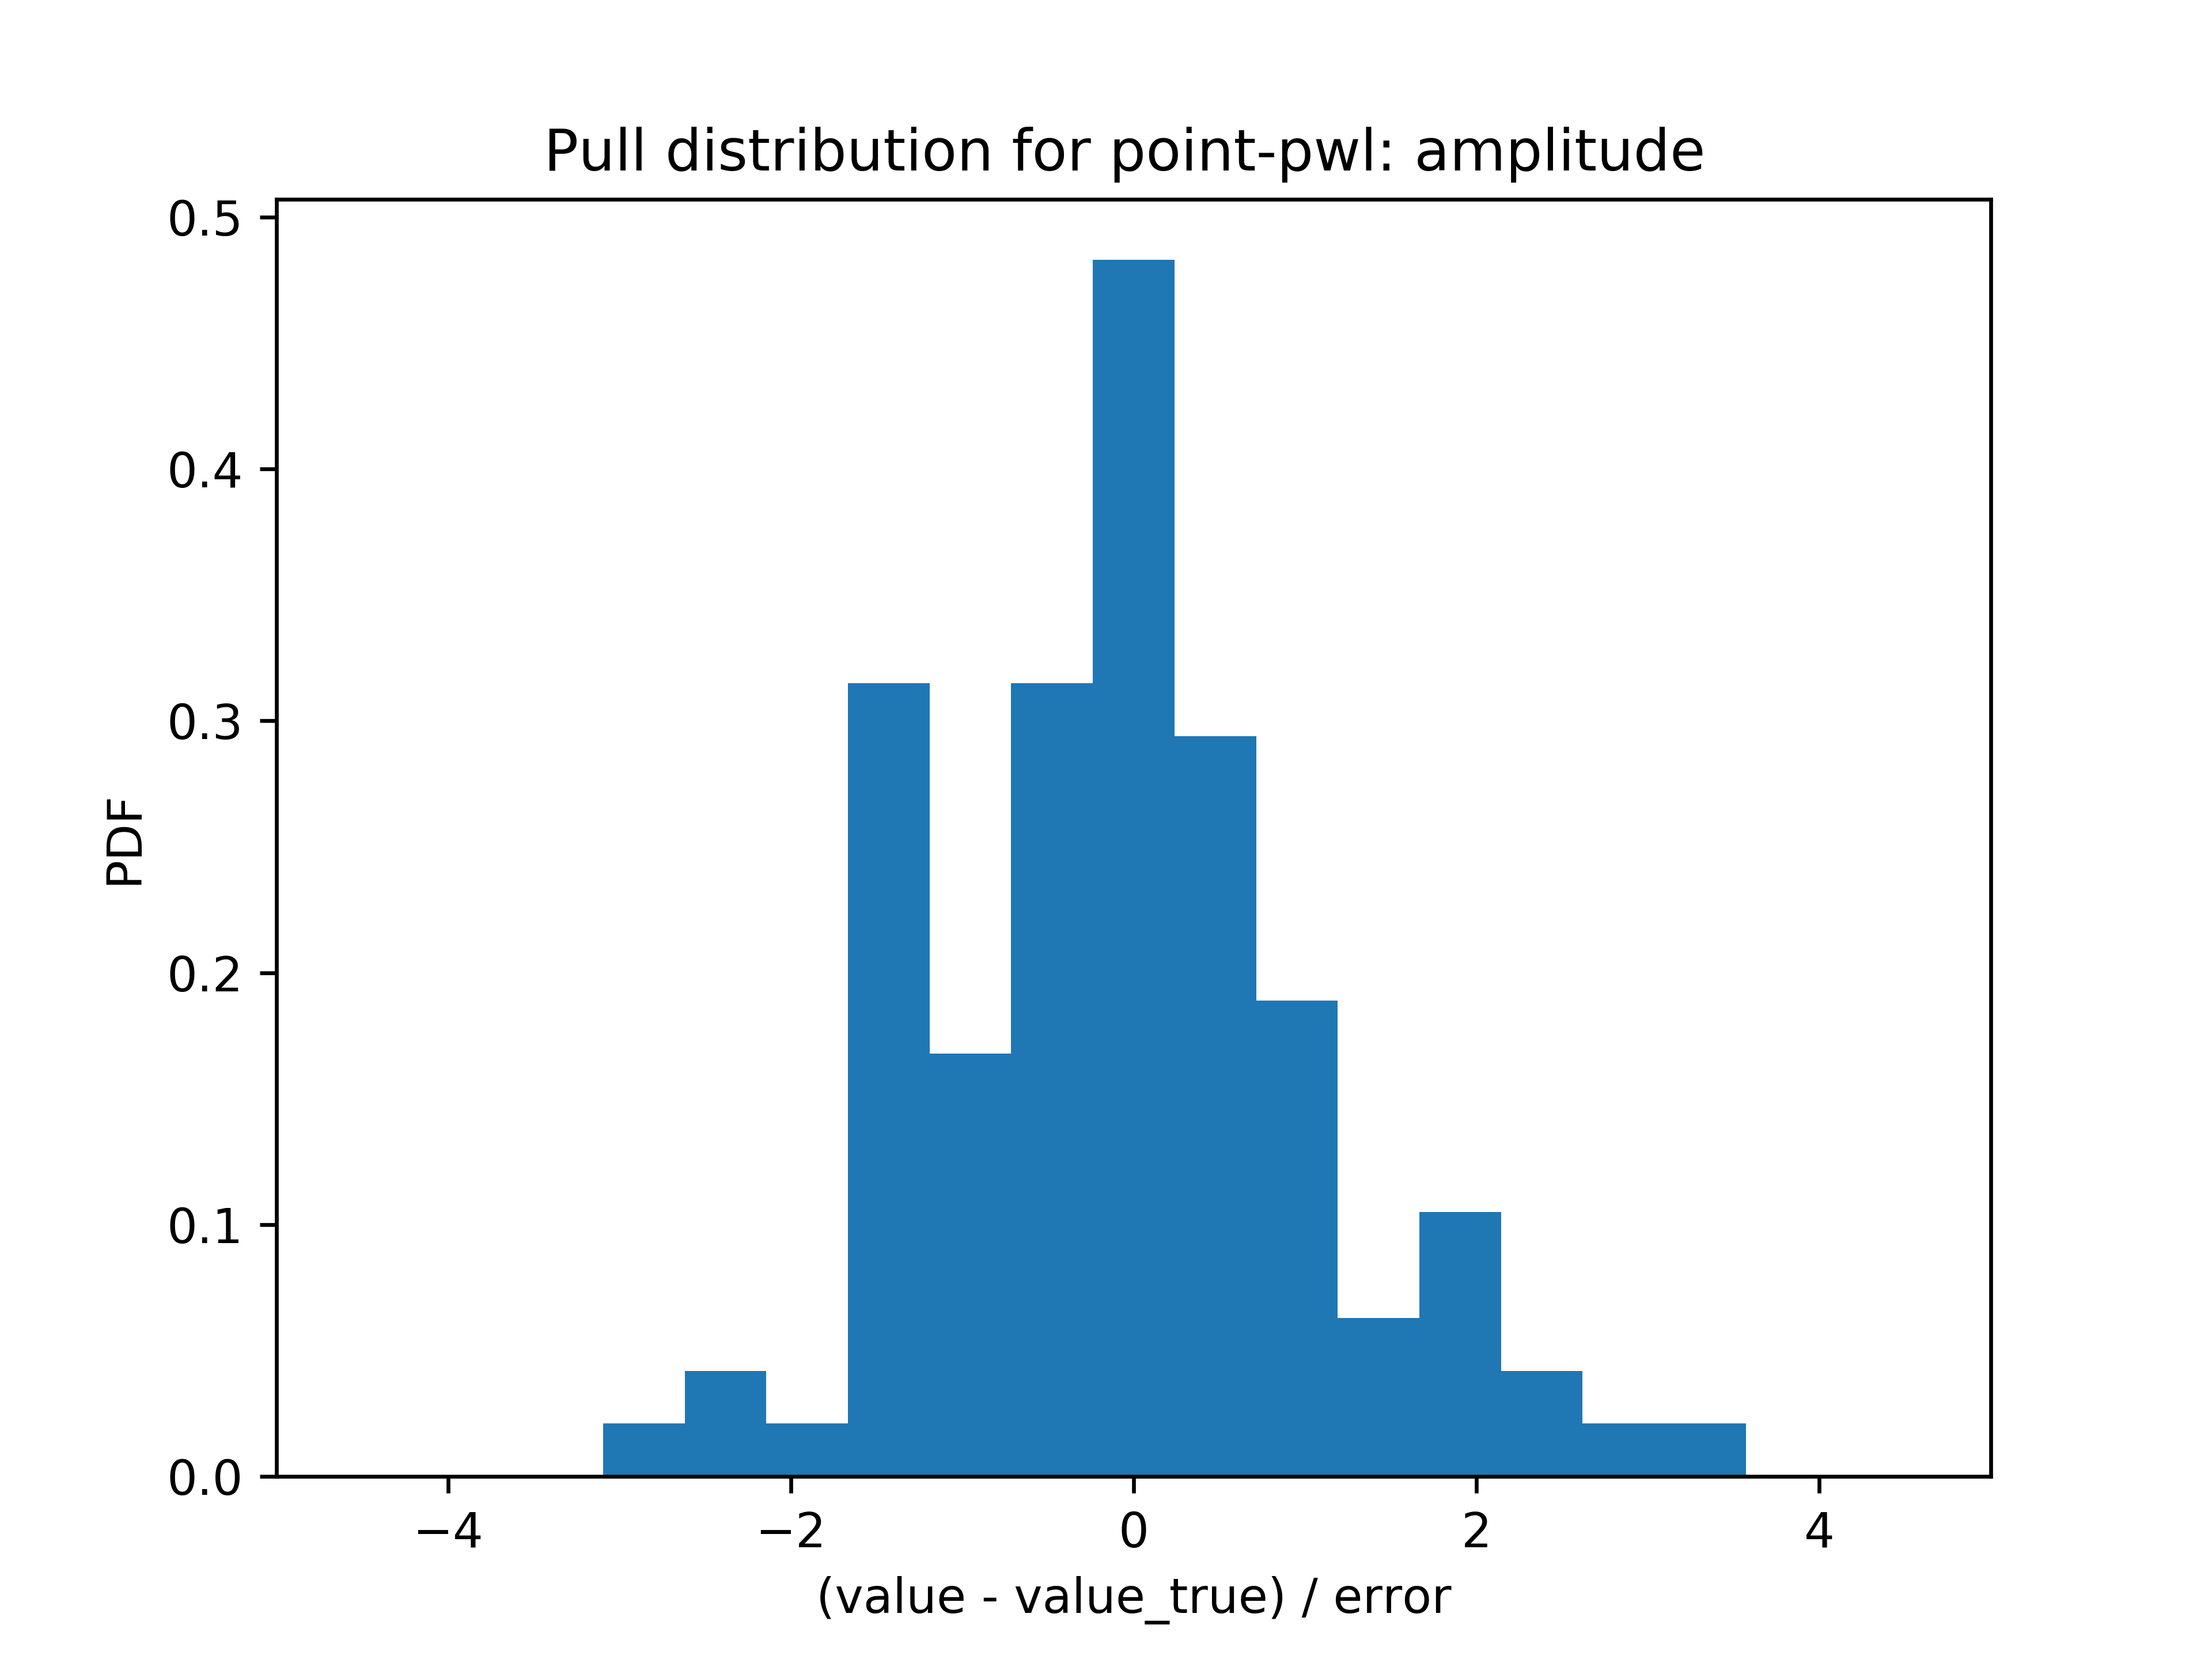 Pull distribution for point-pwl: amplitude
0.5
0.4
0.3
0.2
0.1
0.0
PDF
−4 −2 0 2 4
(value - value_true) / error